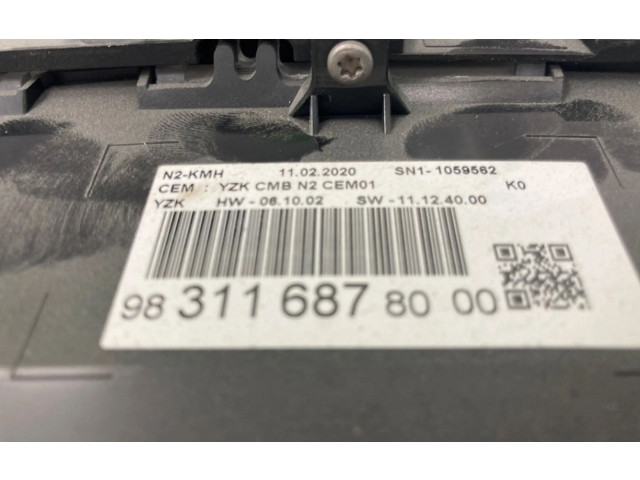 N2-KMH 11.02.2020 SN1-1059562
CEM : YZK CMB N2 CEM01 K0
YZK HW-06.10.02 SW-11.12.40.00
98 311 687 80 00